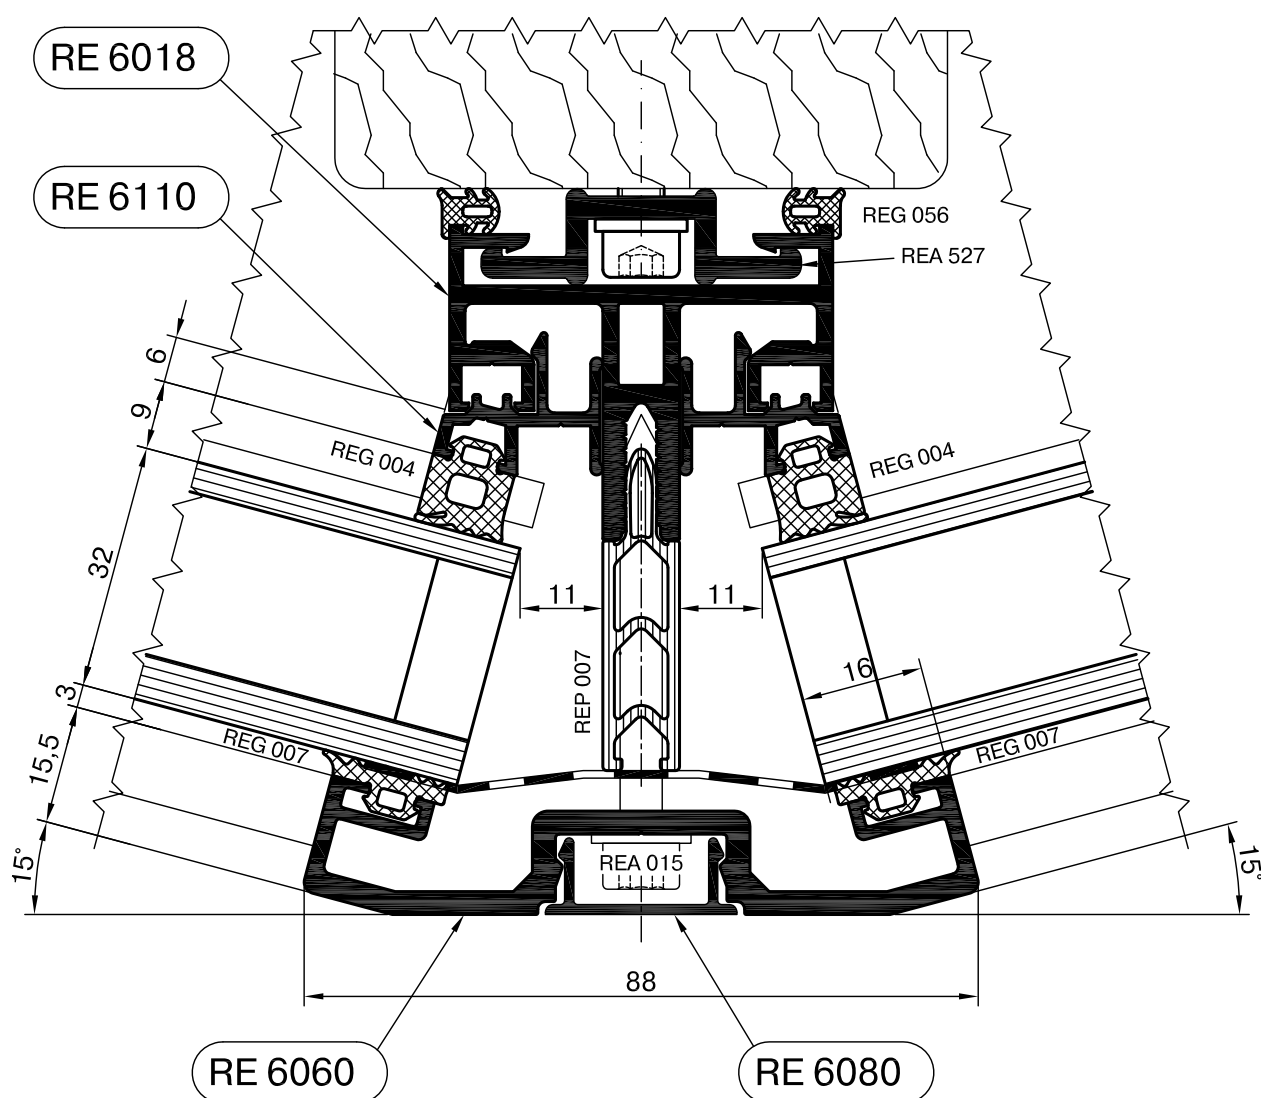 RE 6018
RE 6110
REG 056
REA 527
6
9
REG 004
REG 004
32
11
11
REP 007
16
3
REG 007
REG 007
15,5
15°
REA 015
15°
88
RE 6060
RE 6080